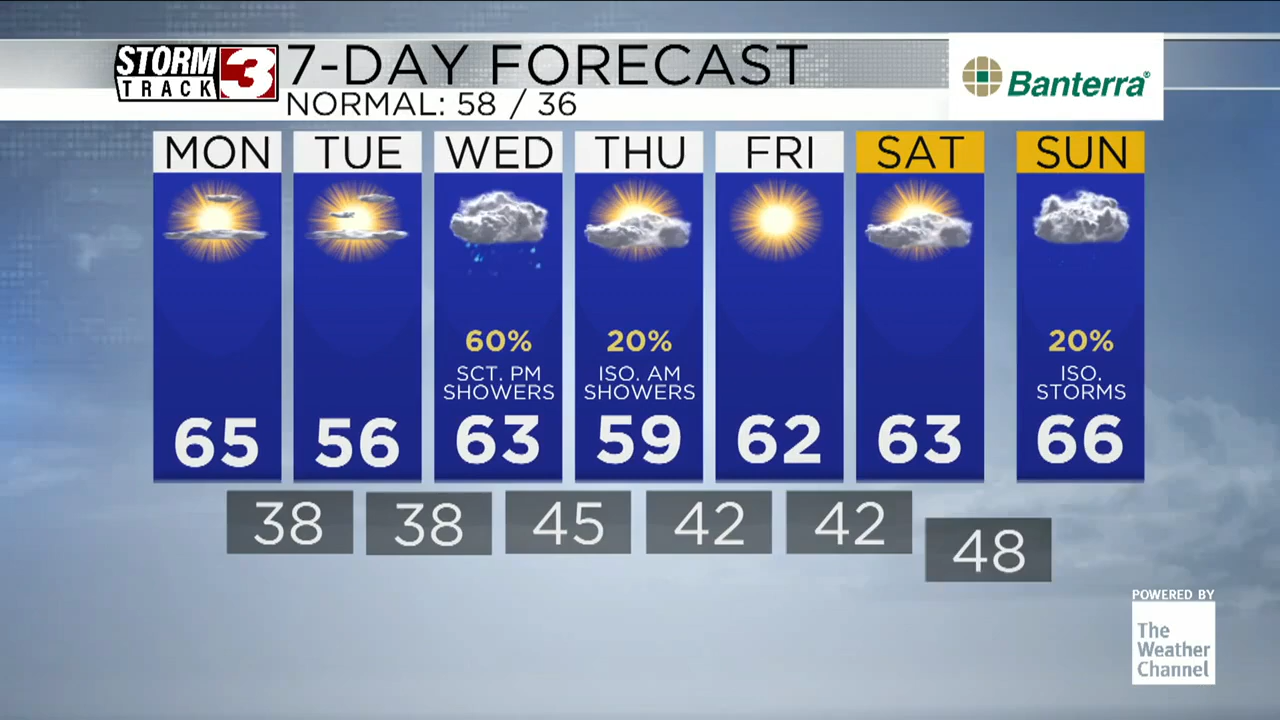 STORM TRACK 3
7-DAY FORECAST
NORMAL: 58 / 36
Banterra®
MON TUE WED THU FRI SAT SUN
60% 20% 20%
SCT. PM ISO. AM ISO.
SHOWERS SHOWERS STORMS
65 56 63 59 62 63 66
38 38 45 42 42 48
POWERED BY
The
Weather
Channel